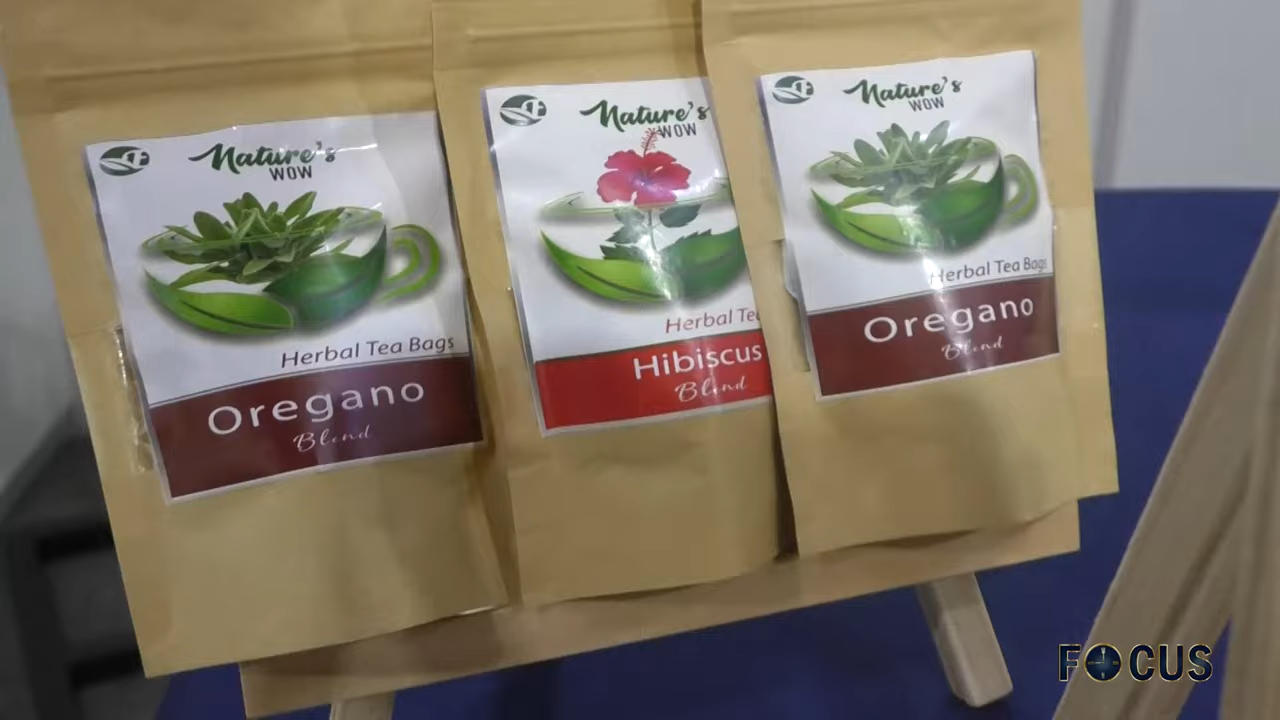 Nature's
WOW
Herbal Tea Bags
Oregano
Blend
Nature's
WOW
Herbal Te
Hibiscus
Blend
Nature's
WOW
Herbal Tea Bags
Oregano
Blend
FOCUS